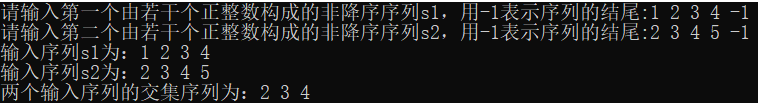 请输入第一个由若干个正整数构成的非降序序列s1，用-1表示序列的结尾:1 2 3 4 -1
请输入第二个由若干个正整数构成的非降序序列s2，用-1表示序列的结尾:2 3 4 5 -1
输入序列s1为：1 2 3 4
输入序列s2为：2 3 4 5
两个输入序列的交集序列为：2 3 4